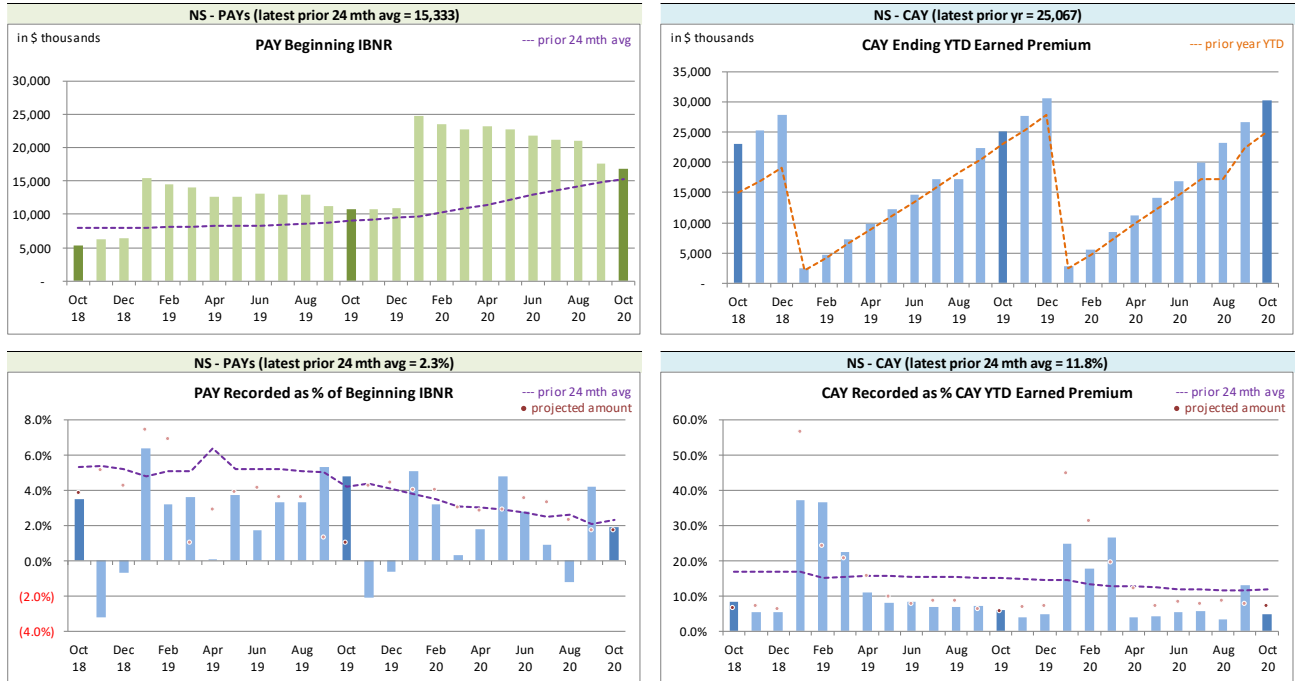 NS - PAYs (latest prior 24 mth avg = 15,333)
in $ thousands
PAY Beginning IBNR
--- prior 24 mth avg
30,000
25,000
20,000
15,000
10,000
5,000
-
Oct Dec Feb Apr Jun Aug Oct Dec Feb Apr Jun Aug Oct
18 18 19 19 19 19 19 19 20 20 20 20 20
NS - CAY (latest prior yr = 25,067)
in $ thousands
CAY Ending YTD Earned Premium
--- prior year YTD
35,000
30,000
25,000
20,000
15,000
10,000
5,000
-
Oct Dec Feb Apr Jun Aug Oct Dec Feb Apr Jun Aug Oct
18 18 19 19 19 19 19 19 20 20 20 20 20
NS - PAYs (latest prior 24 mth avg = 2.3%)
PAY Recorded as % of Beginning IBNR
--- prior 24 mth avg
• projected amount
8.0%
6.0%
4.0%
2.0%
0.0%
(2.0%)
(4.0%)
Oct Dec Feb Apr Jun Aug Oct Dec Feb Apr Jun Aug Oct
18 18 19 19 19 19 19 19 20 20 20 20 20
NS - CAY (latest prior 24 mth avg = 11.8%)
CAY Recorded as % CAY YTD Earned Premium
--- prior 24 mth avg
• projected amount
60.0%
50.0%
40.0%
30.0%
20.0%
10.0%
0.0%
Oct Dec Feb Apr Jun Aug Oct Dec Feb Apr Jun Aug Oct
18 18 19 19 19 19 19 19 20 20 20 20 20